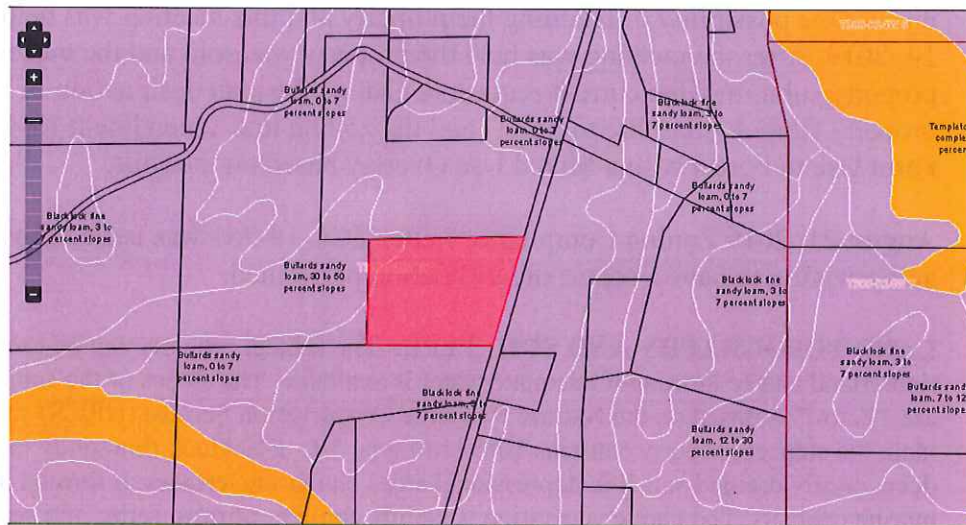 Bullards sandy
loam, 0 to 7
percent slopes
Bullards sandy
loam, 0 to 7
percent slopes
Blacklock fine
sandy loam, 3 to
7 percent slopes
complex
percent
Bullards sandy
loam, 0 to 7
percent slopes
Blacklock fine
sandy loam, 3 to
percent slopes
Bullards sandy
loam, 30 to 50
percent slopes
Blacklock fine
sandy loam, 3 to
7 percent slopes
Bullards sandy
loam, 0 to 7
percent slopes
Blacklock fine
sandy loam, 3 to
7 percent slopes
Blacklock fine
sandy loam, 3 to
7 percent slopes
Bullards sandy
loam, 7 to 12
percent slopes
Bullards sandy
loam, 12 to 30
percent slopes